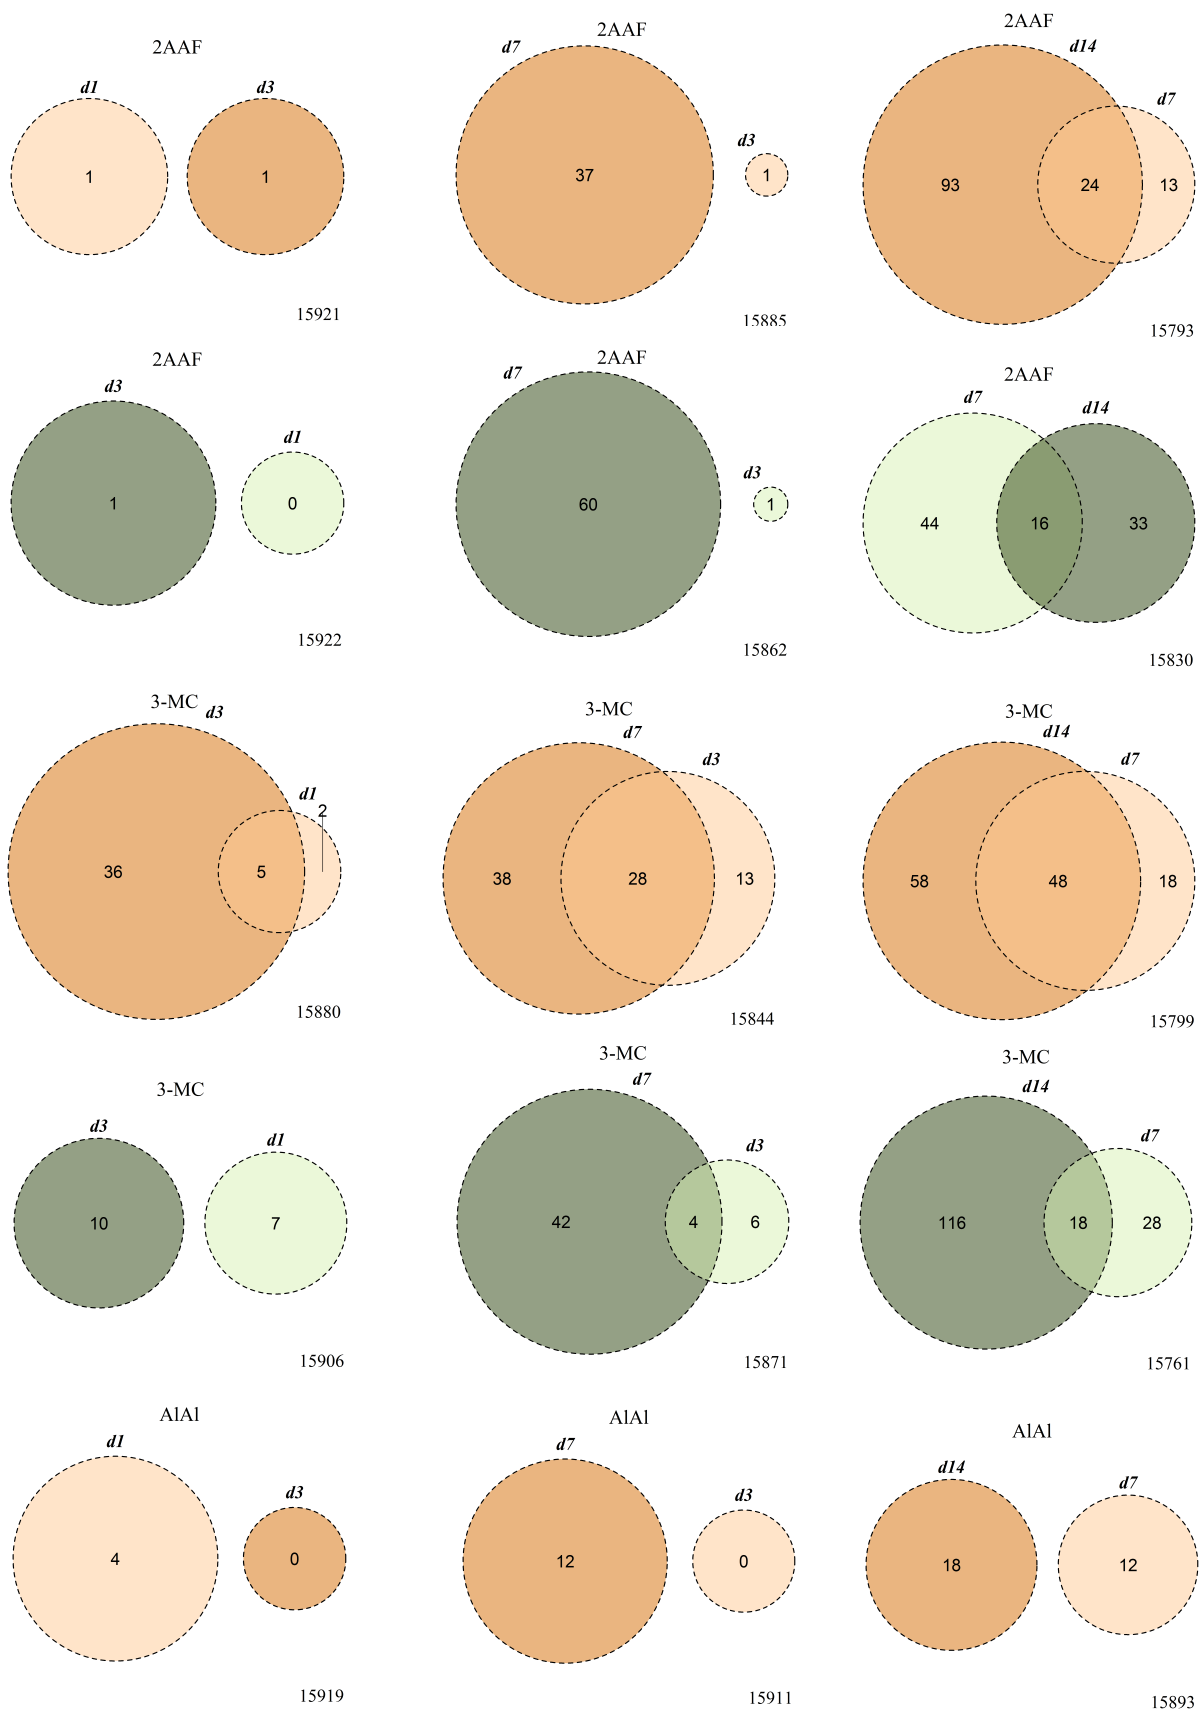 2AAF
d1
d3
1
1
15921
2AAF
d7
d3
37
1
15885
2AAF
d14
d7
93
24
13
15793
2AAF
d3
d1
1
0
15922
2AAF
d7
d3
60
1
15862
2AAF
d7
d14
44
16
33
15830
3-MC
d3
d1
2
36
5
15880
3-MC
d7
d3
38
28
13
15844
3-MC
d14
d7
58
48
18
15799
3-MC
d3
d1
10
7
15906
3-MC
d7
d3
42
4
6
15871
3-MC
d14
d7
116
18
28
15761
AlAl
d1
d3
4
0
15919
AlAl
d7
d3
12
0
15911
AlAl
d14
d7
18
12
15893